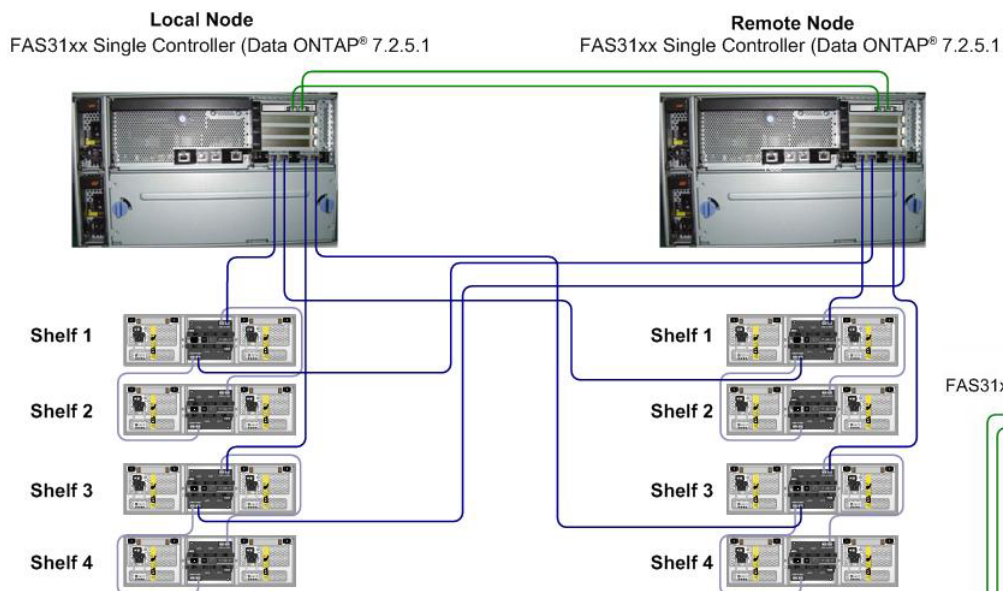 Local Node
FAS31xx Single Controller (Data ONTAP® 7.2.5.1
Remote Node
FAS31xx Single Controller (Data ONTAP® 7.2.5.1
Shelf 1
Shelf 2
Shelf 3
Shelf 4
Shelf 1
Shelf 2
Shelf 3
Shelf 4
FAS31x